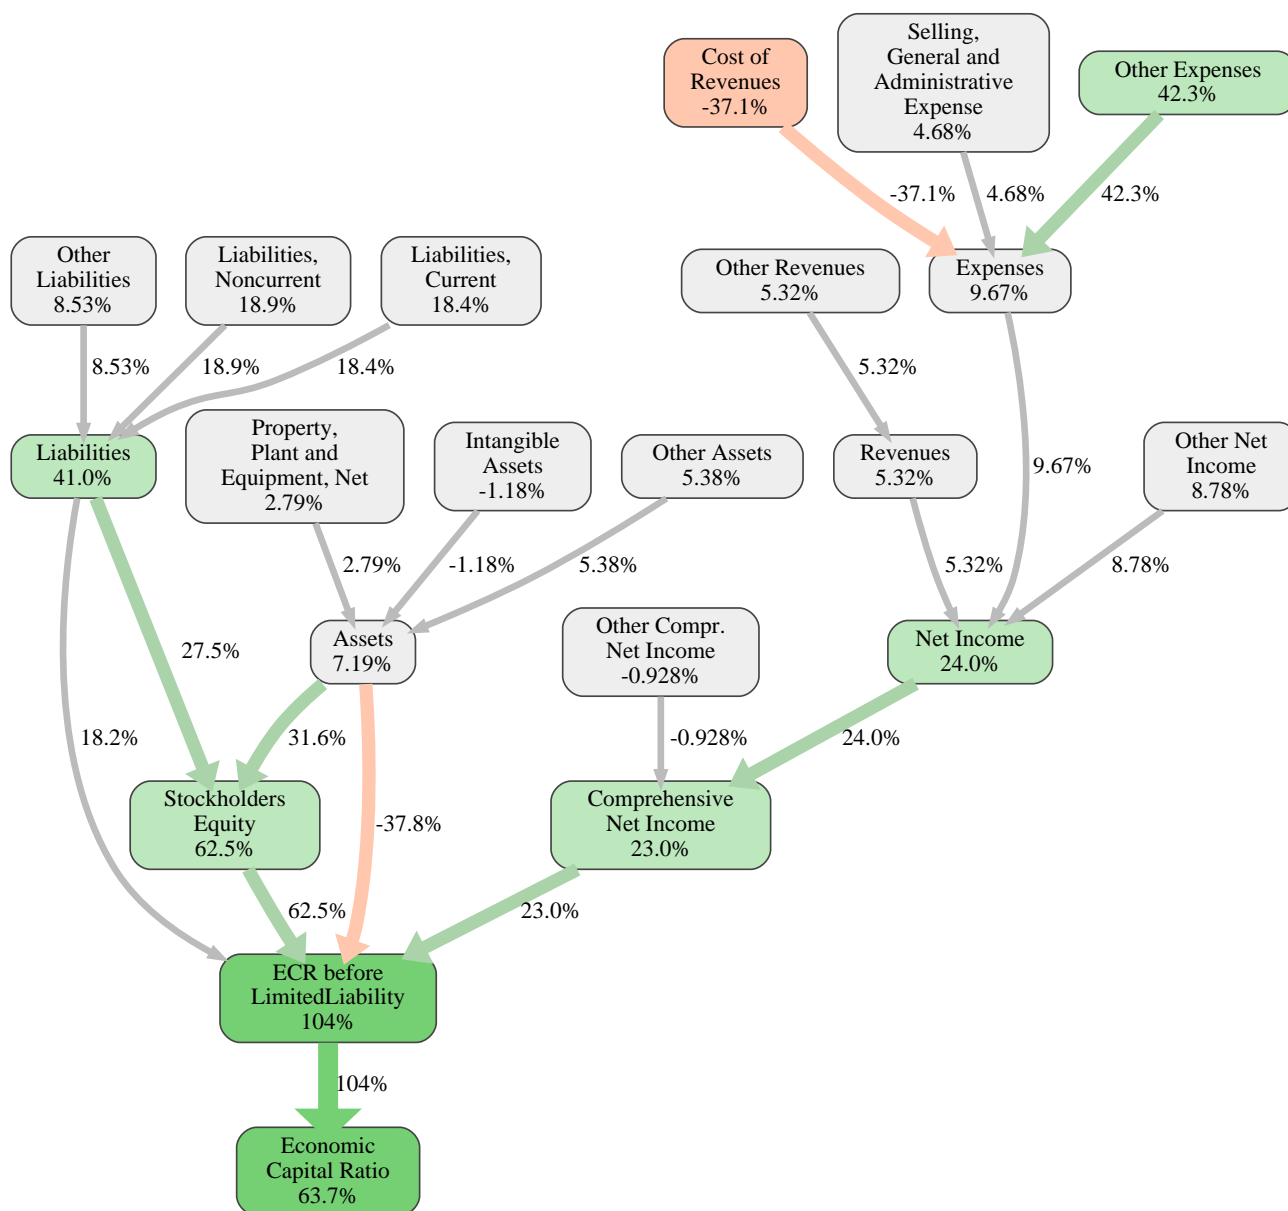 Cost of
Revenues
-37.1%
Selling,
General and
Administrative
Expense
4.68%
Other Expenses
42.3%
-37.1%
4.68%
42.3%
Other
Liabilities
8.53%
Liabilities,
Noncurrent
18.9%
Liabilities,
Current
18.4%
Other Revenues
5.32%
Expenses
9.67%
8.53%
18.9%
18.4%
5.32%
Liabilities
41.0%
Property,
Plant and
Equipment, Net
2.79%
Intangible
Assets
-1.18%
Other Assets
5.38%
Revenues
5.32%
9.67%
Other Net
Income
8.78%
2.79%
-1.18%
5.38%
5.32%
8.78%
27.5%
Assets
7.19%
Other Compr.
Net Income
-0.928%
Net Income
24.0%
18.2%
31.6%
-37.8%
-0.928%
24.0%
Stockholders
Equity
62.5%
Comprehensive
Net Income
23.0%
62.5%
23.0%
ECR before
LimitedLiability
104%
104%
Economic
Capital Ratio
63.7%